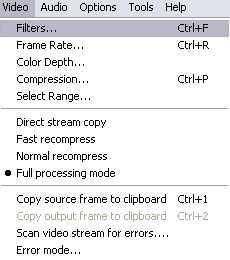 Video Audio Options Tools Help
Filters... Ctrl+F
Frame Rate... Ctrl+R
Color Depth...
Compression... Ctrl+P
Select Range...
Direct stream copy
Fast recompress
Normal recompress
Full processing mode
Copy source frame to clipboard Ctrl+1
Copy output frame to clipboard Ctrl+2
Scan video stream for errors....
Error mode...